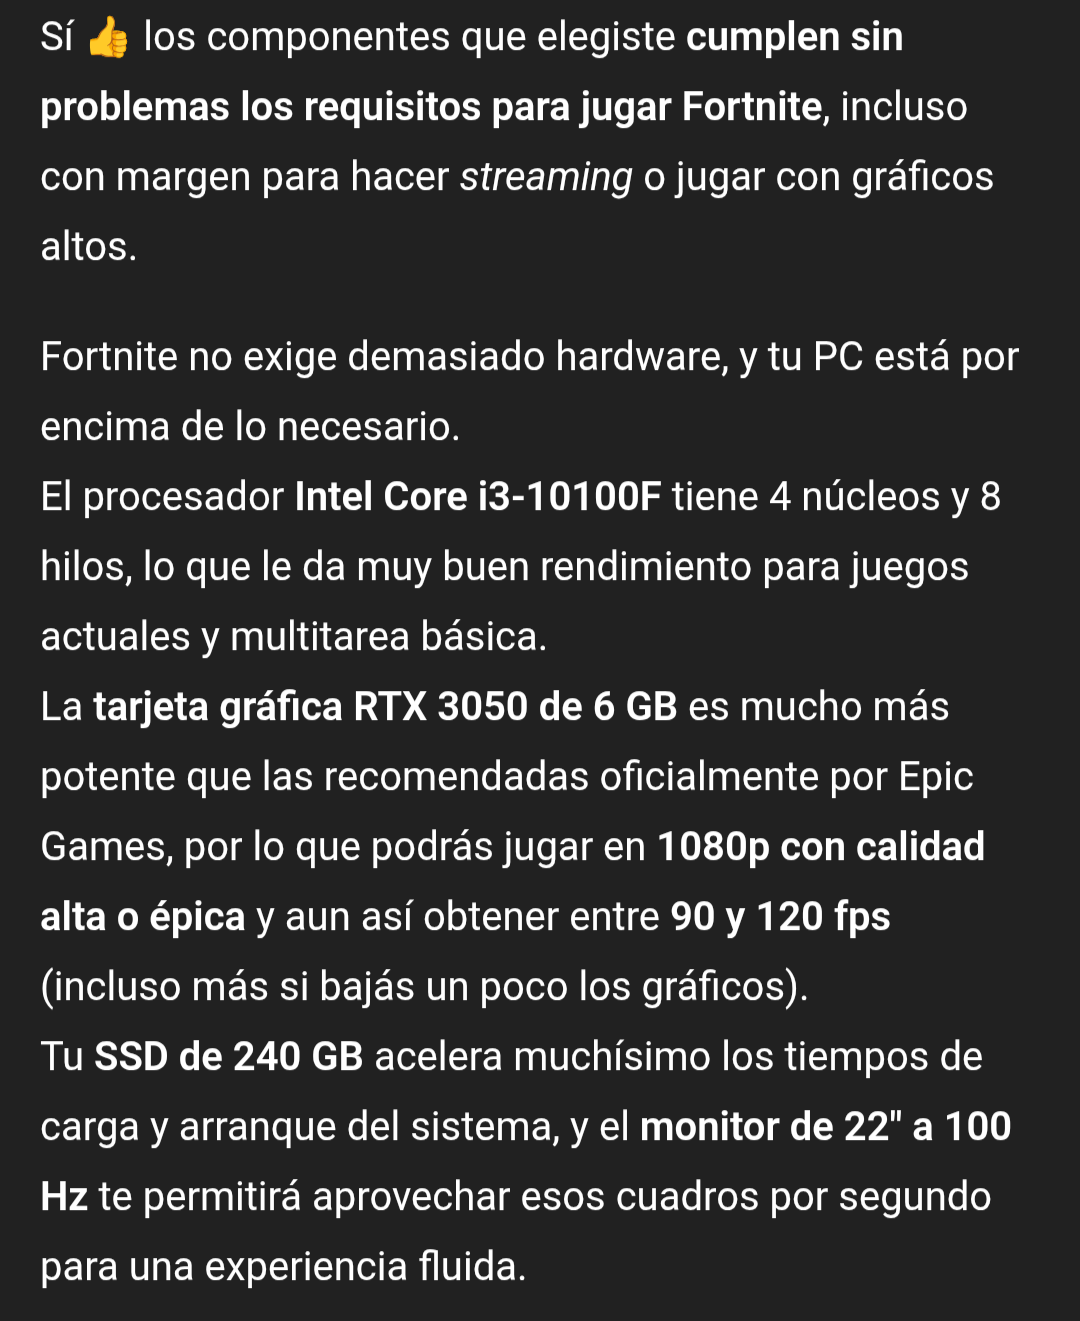 Sí 👍 los componentes que elegiste cumplen sin
problemas los requisitos para jugar Fortnite, incluso
con margen para hacer streaming o jugar con gráficos
altos.
Fortnite no exige demasiado hardware, y tu PC está por
encima de lo necesario.
El procesador Intel Core i3-10100F tiene 4 núcleos y 8
hilos, lo que le da muy buen rendimiento para juegos
actuales y multitarea básica.
La tarjeta gráfica RTX 3050 de 6 GB es mucho más
potente que las recomendadas oficialmente por Epic
Games, por lo que podrás jugar en 1080p con calidad
alta o épica y aun así obtener entre 90 y 120 fps
(incluso más si bajás un poco los gráficos).
Tu SSD de 240 GB acelera muchísimo los tiempos de
carga y arranque del sistema, y el monitor de 22" a 100
Hz te permitirá aprovechar esos cuadros por segundo
para una experiencia fluida.